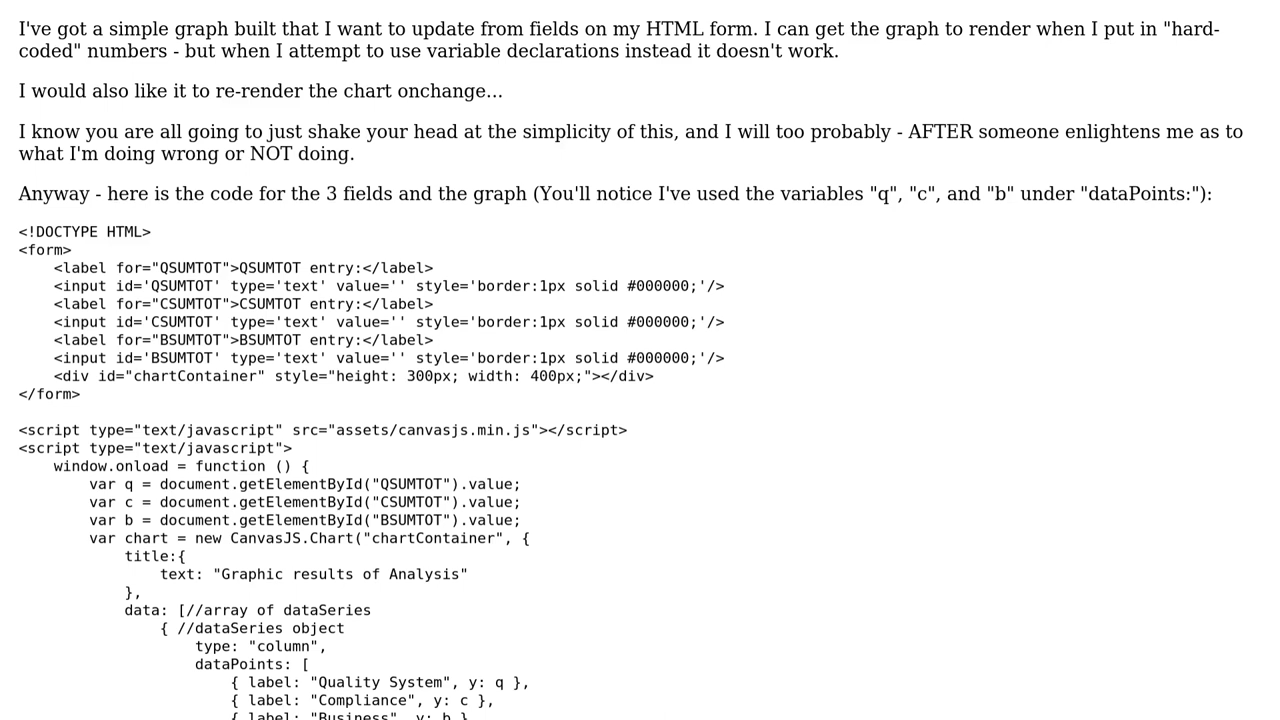 I've got a simple graph built that I want to update from fields on my HTML form. I can get the graph to render when I put in "hard-
coded" numbers - but when I attempt to use variable declarations instead it doesn't work.
I would also like it to re-render the chart onchange...
I know you are all going to just shake your head at the simplicity of this, and I will too probably - AFTER someone enlightens me as to
what I'm doing wrong or NOT doing.
Anyway - here is the code for the 3 fields and the graph (You'll notice I've used the variables "q", "c", and "b" under "dataPoints:"):
<!DOCTYPE HTML>
<form>
    <label for="QSUMTOT">QSUMTOT entry:</label>
    <input id='QSUMTOT' type='text' value='' style='border:1px solid #000000;'/>
    <label for="CSUMTOT">CSUMTOT entry:</label>
    <input id='CSUMTOT' type='text' value='' style='border:1px solid #000000;'/>
    <label for="BSUMTOT">BSUMTOT entry:</label>
    <input id='BSUMTOT' type='text' value='' style='border:1px solid #000000;'/>
    <div id="chartContainer" style="height: 300px; width: 400px;"></div>
</form>
<script type="text/javascript" src="assets/canvasjs.min.js"></script>
<script type="text/javascript">
    window.onload = function () {
        var q = document.getElementById("QSUMTOT").value;
        var c = document.getElementById("CSUMTOT").value;
        var b = document.getElementById("BSUMTOT").value;
        var chart = new CanvasJS.Chart("chartContainer", {
            title:{
                text: "Graphic results of Analysis"
            },
            data: [//array of dataSeries
                { //dataSeries object
                    type: "column",
                    dataPoints: [
                        { label: "Quality System", y: q },
                        { label: "Compliance", y: c },
                        { label: "Business", y: b }